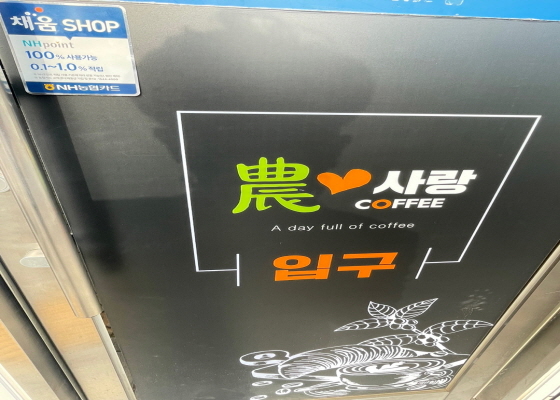 채움 SHOP
NHpoint
100% 사용가능
0.1~1.0% 적립
NH농협카드
農 사랑
COFFEE
A day full of coffee
입구